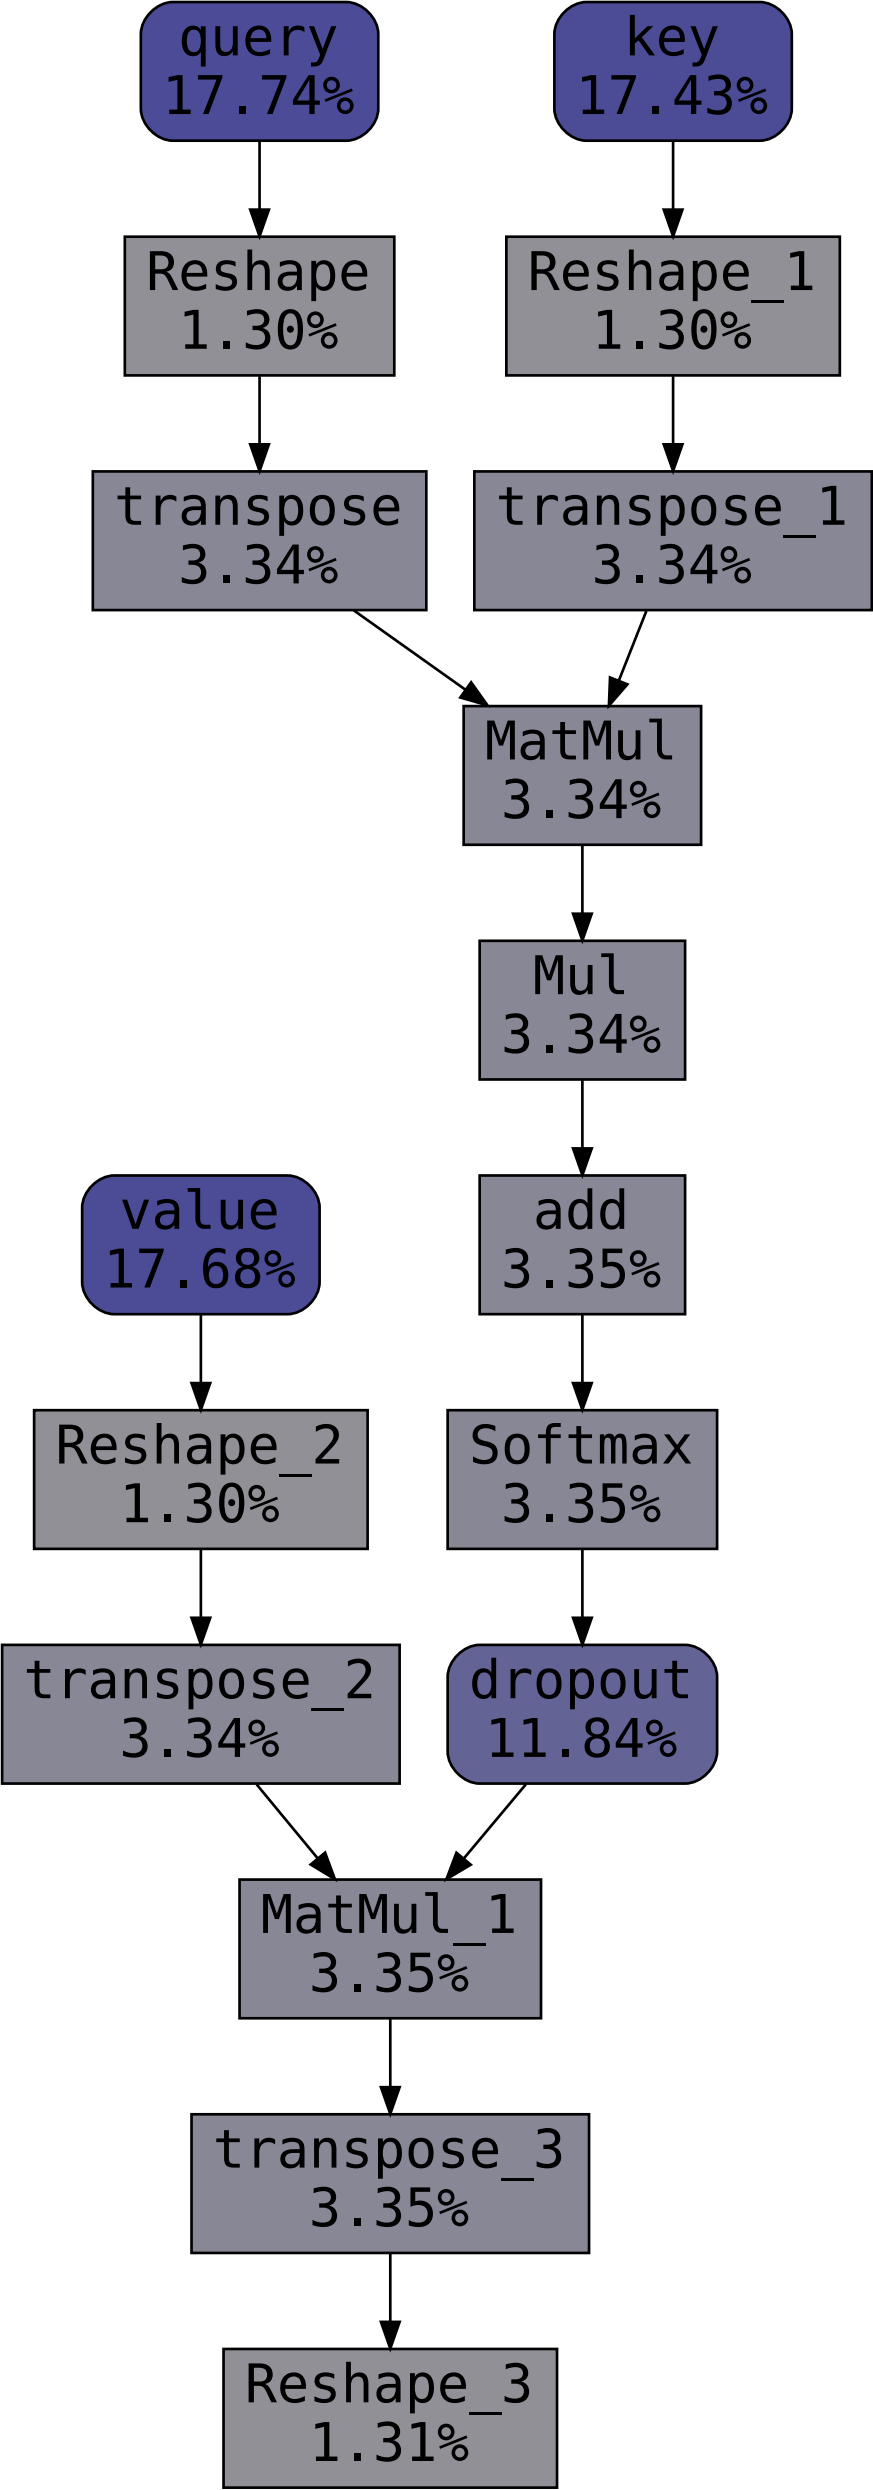 query
17.74%
key
17.43%
Reshape
1.30%
Reshape_1
1.30%
transpose
3.34%
transpose_1
3.34%
MatMul
3.34%
Mul
3.34%
add
3.35%
value
17.68%
Softmax
3.35%
Reshape_2
1.30%
transpose_2
3.34%
dropout
11.84%
MatMul_1
3.35%
transpose_3
3.35%
Reshape_3
1.31%